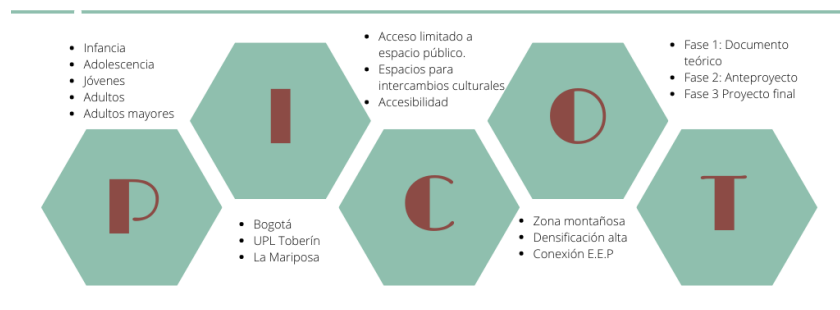 Infancia
Adolescencia
Jóvenes
Adultos
Adultos mayores
P
I
Bogotá
UPL Toberín
La Mariposa
Acceso limitado a
espacio público.
Espacios para
intercambios culturales
Accesibilidad
C
O
Zona montañosa
Densificación alta
Conexión E.E.P
Fase 1: Documento
teórico
Fase 2: Anteproyecto
Fase 3 Proyecto final
T